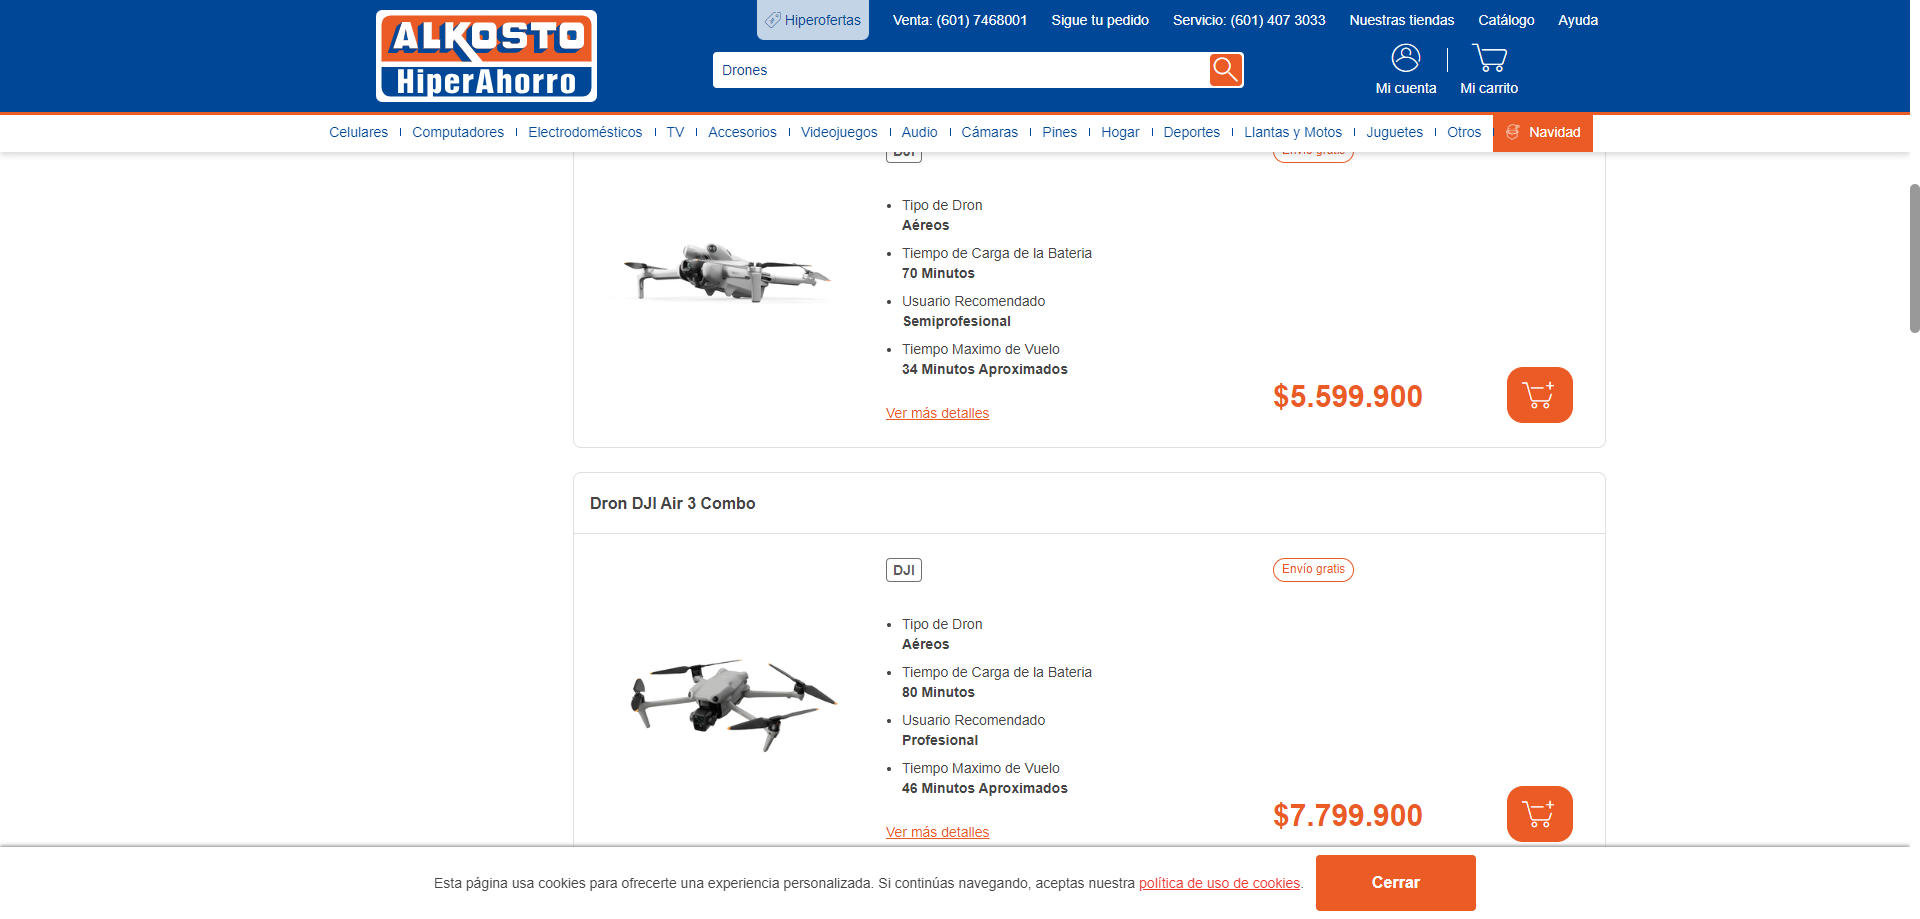 Hiperofertas
Venta: (601) 7468001
Sigue tu pedido
Servicio: (601) 407 3033
Nuestras tiendas
Catálogo
Ayuda
ALKOSTO
HiperAhorro
Drones
Mi cuenta
Mi carrito
Celulares
Computadores
Electrodomésticos
TV
Accesorios
Videojuegos
Audio
Cámaras
Pines
Hogar
Deportes
Llantas y Motos
Juguetes
Otros
Navidad
DJI
Envío gratis
Tipo de Dron
Aéreos
Tiempo de Carga de la Bateria
70 Minutos
Usuario Recomendado
Semiprofesional
Tiempo Maximo de Vuelo
34 Minutos Aproximados
Ver más detalles
$5.599.900
Dron DJI Air 3 Combo
DJI
Envío gratis
Tipo de Dron
Aéreos
Tiempo de Carga de la Bateria
80 Minutos
Usuario Recomendado
Profesional
Tiempo Maximo de Vuelo
46 Minutos Aproximados
Ver más detalles
$7.799.900
Esta página usa cookies para ofrecerte una experiencia personalizada. Si continúas navegando, aceptas nuestra política de uso de cookies.
Cerrar